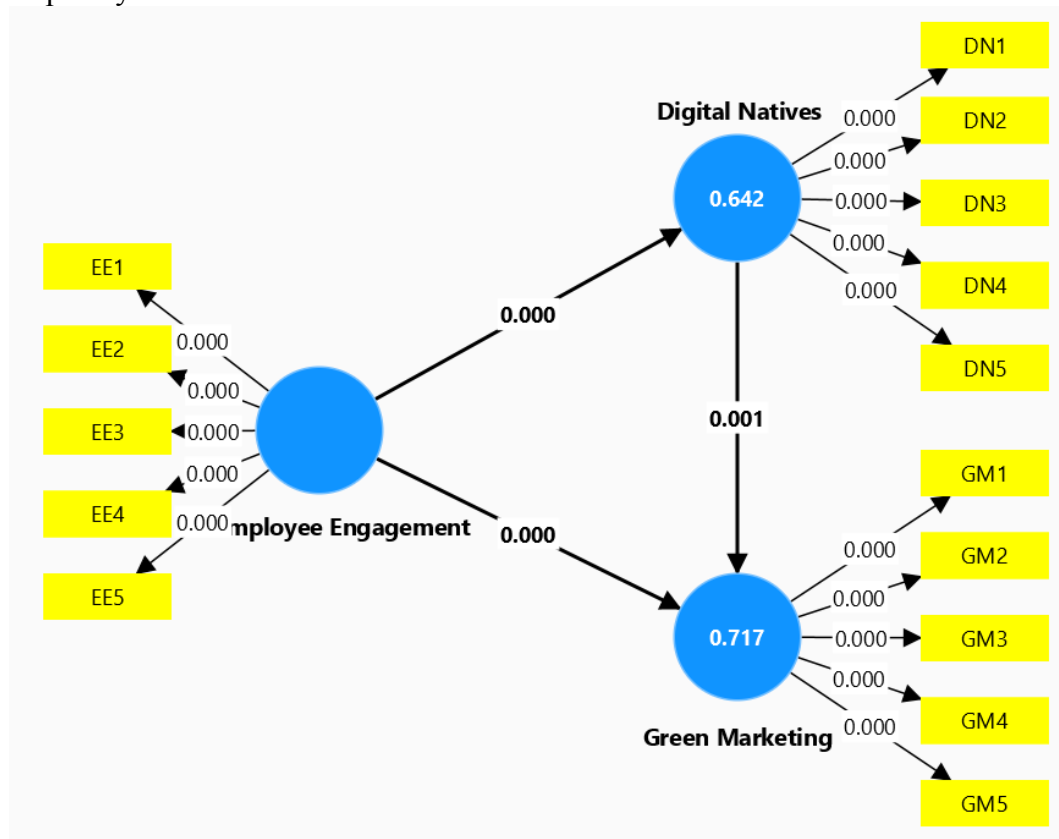 DN1
Digital Natives
0.000
DN2
0.000
0.642
0.000
DN3
0.000
DN4
0.000
DN5
EE1
0.000
EE2
0.000
EE3
0.000
EE4
0.000
0.000
mployee Engagement
EE5
0.000
0.001
0.000
GM1
0.000
GM2
0.000
0.717
0.000
GM3
0.000
GM4
Green Marketing
0.000
GM5